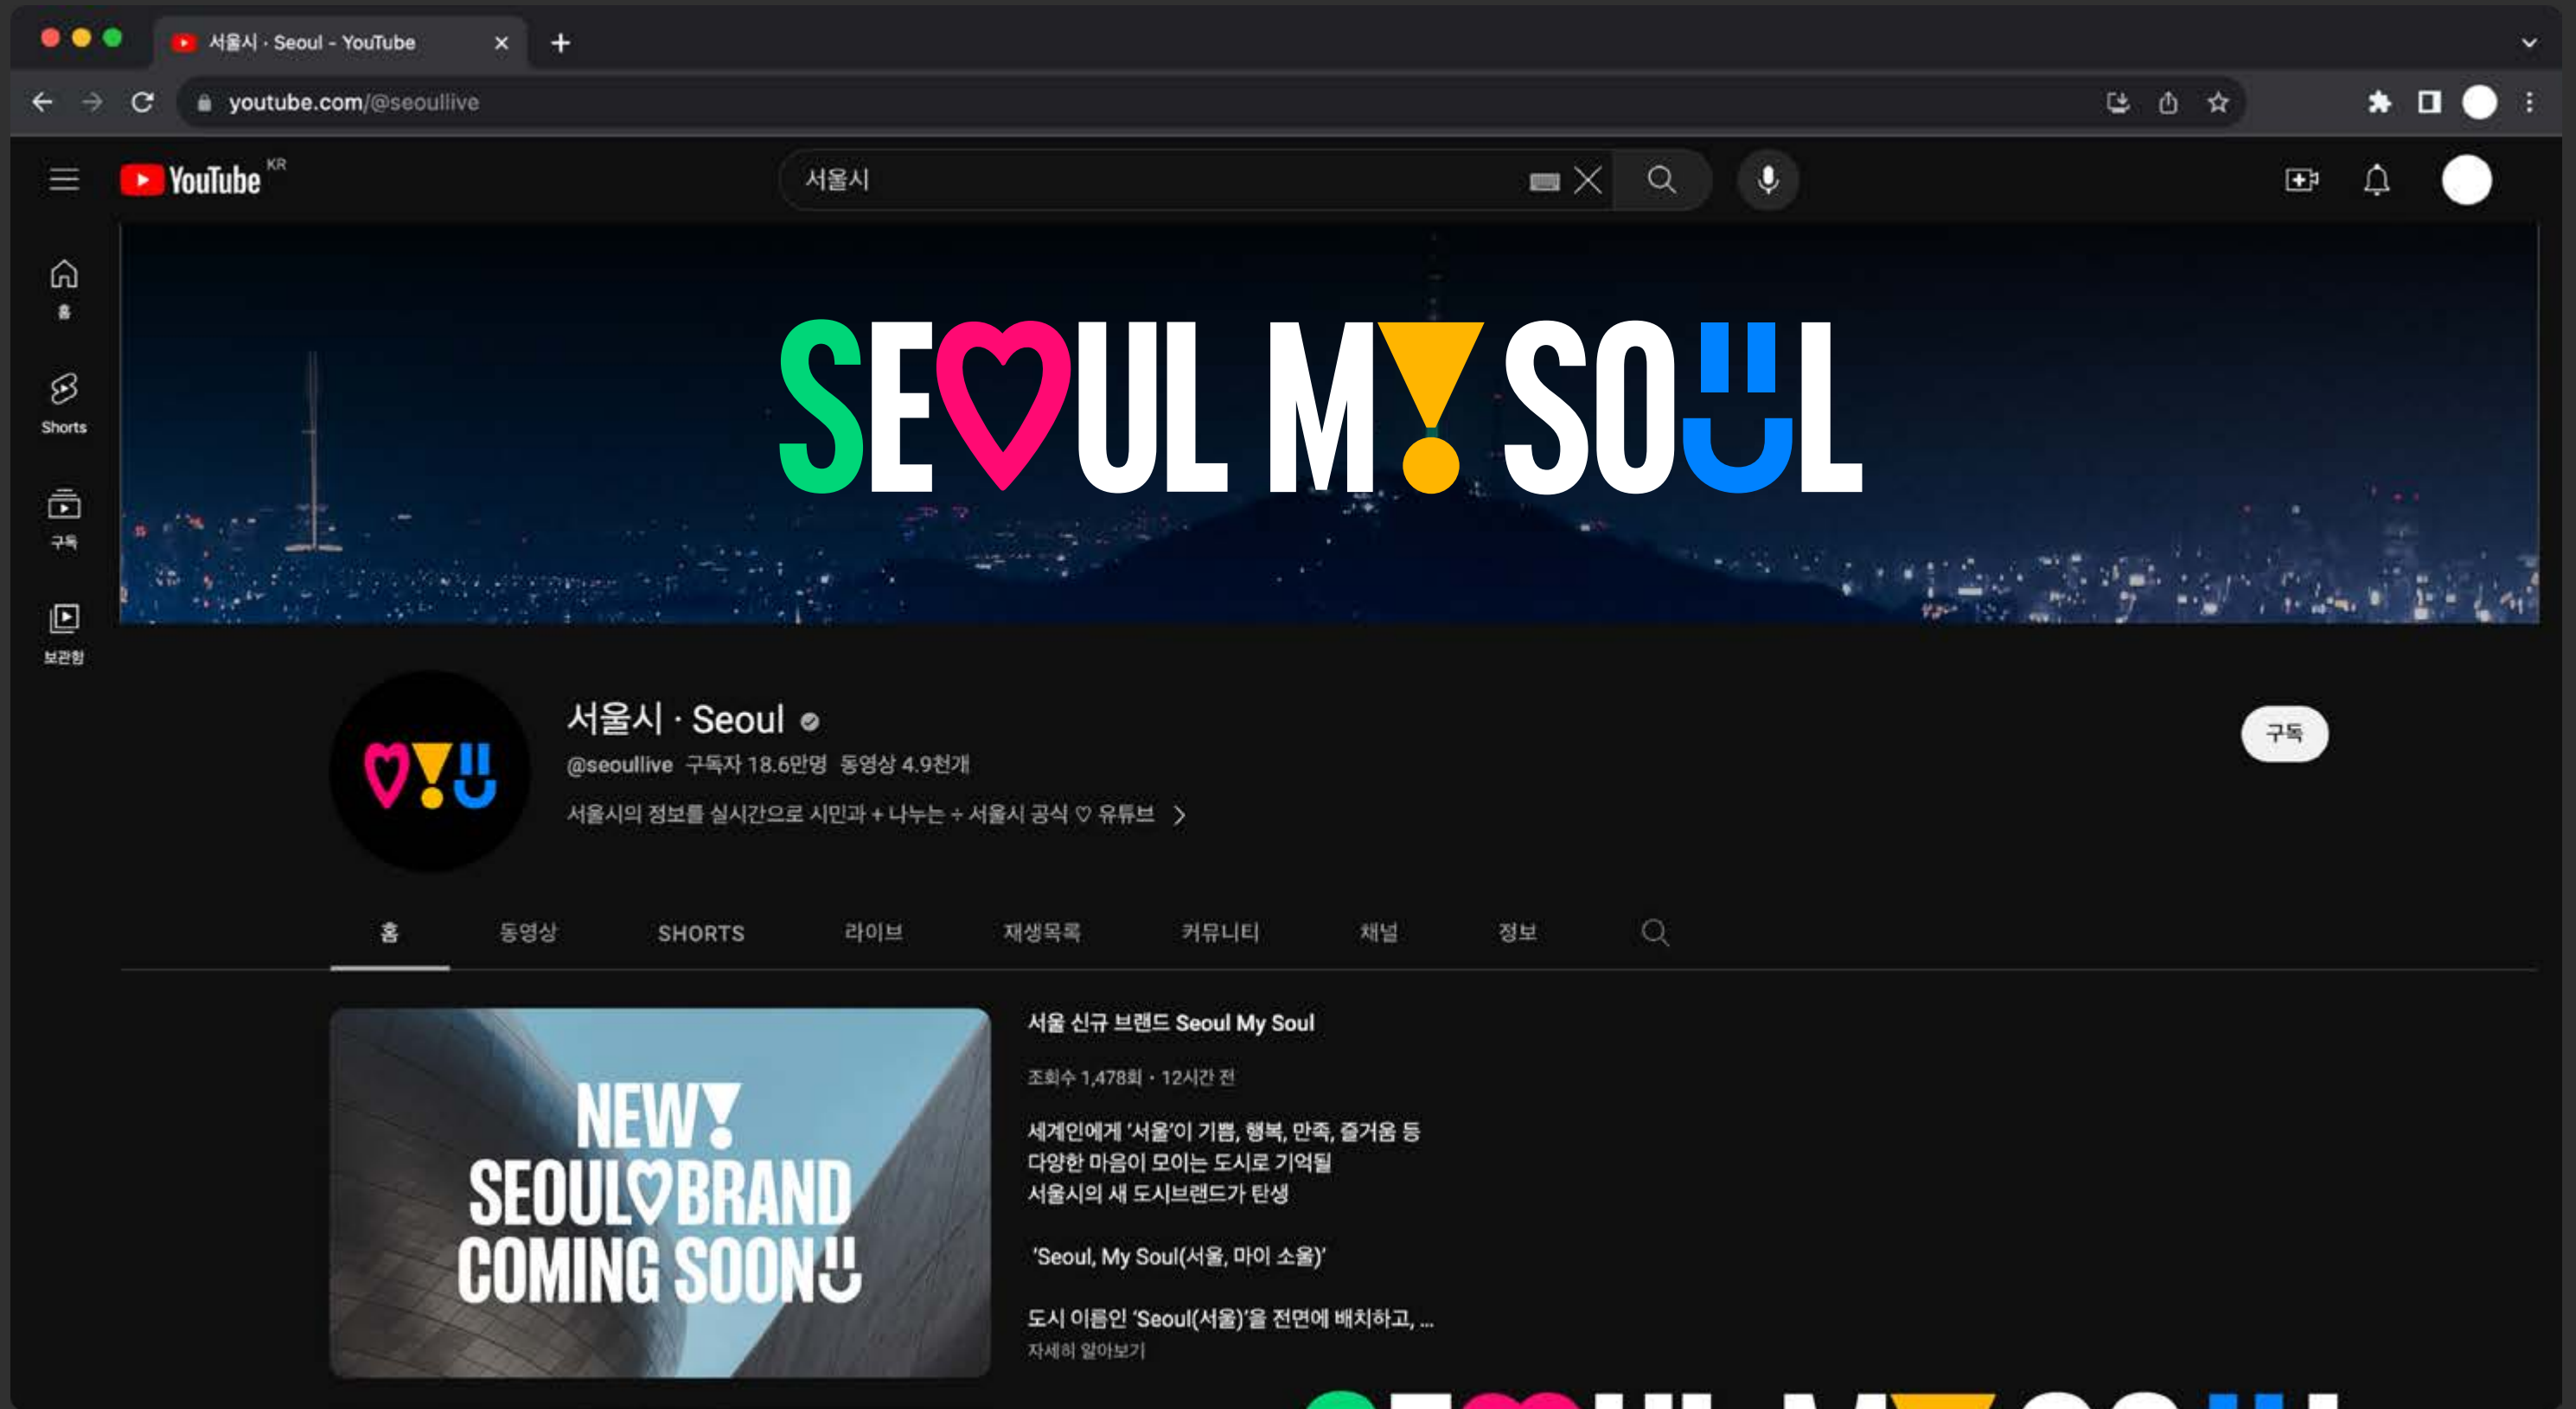 서울시 · Seoul - YouTube
youtube.com/@seoullive
YouTube KR
서울시
홈
Shorts
구독
보관함
SEOUL MY SOUL
서울시 · Seoul
@seoullive 구독자 18.6만명 동영상 4.9천개
서울시의 정보를 실시간으로 시민과 + 나누는 ÷ 서울시 공식 ♡ 유튜브
구독
홈 동영상 SHORTS 라이브 재생목록 커뮤니티 채널 정보
NEW!
SEOUL♡BRAND
COMING SOON
서울 신규 브랜드 Seoul My Soul
조회수 1,478회 · 12시간 전
세계인에게 '서울'이 기쁨, 행복, 만족, 즐거움 등
다양한 마음이 모이는 도시로 기억될
서울시의 새 도시브랜드가 탄생
'Seoul, My Soul(서울, 마이 소울)'
도시 이름인 'Seoul(서울)'을 전면에 배치하고, ...
자세히 알아보기